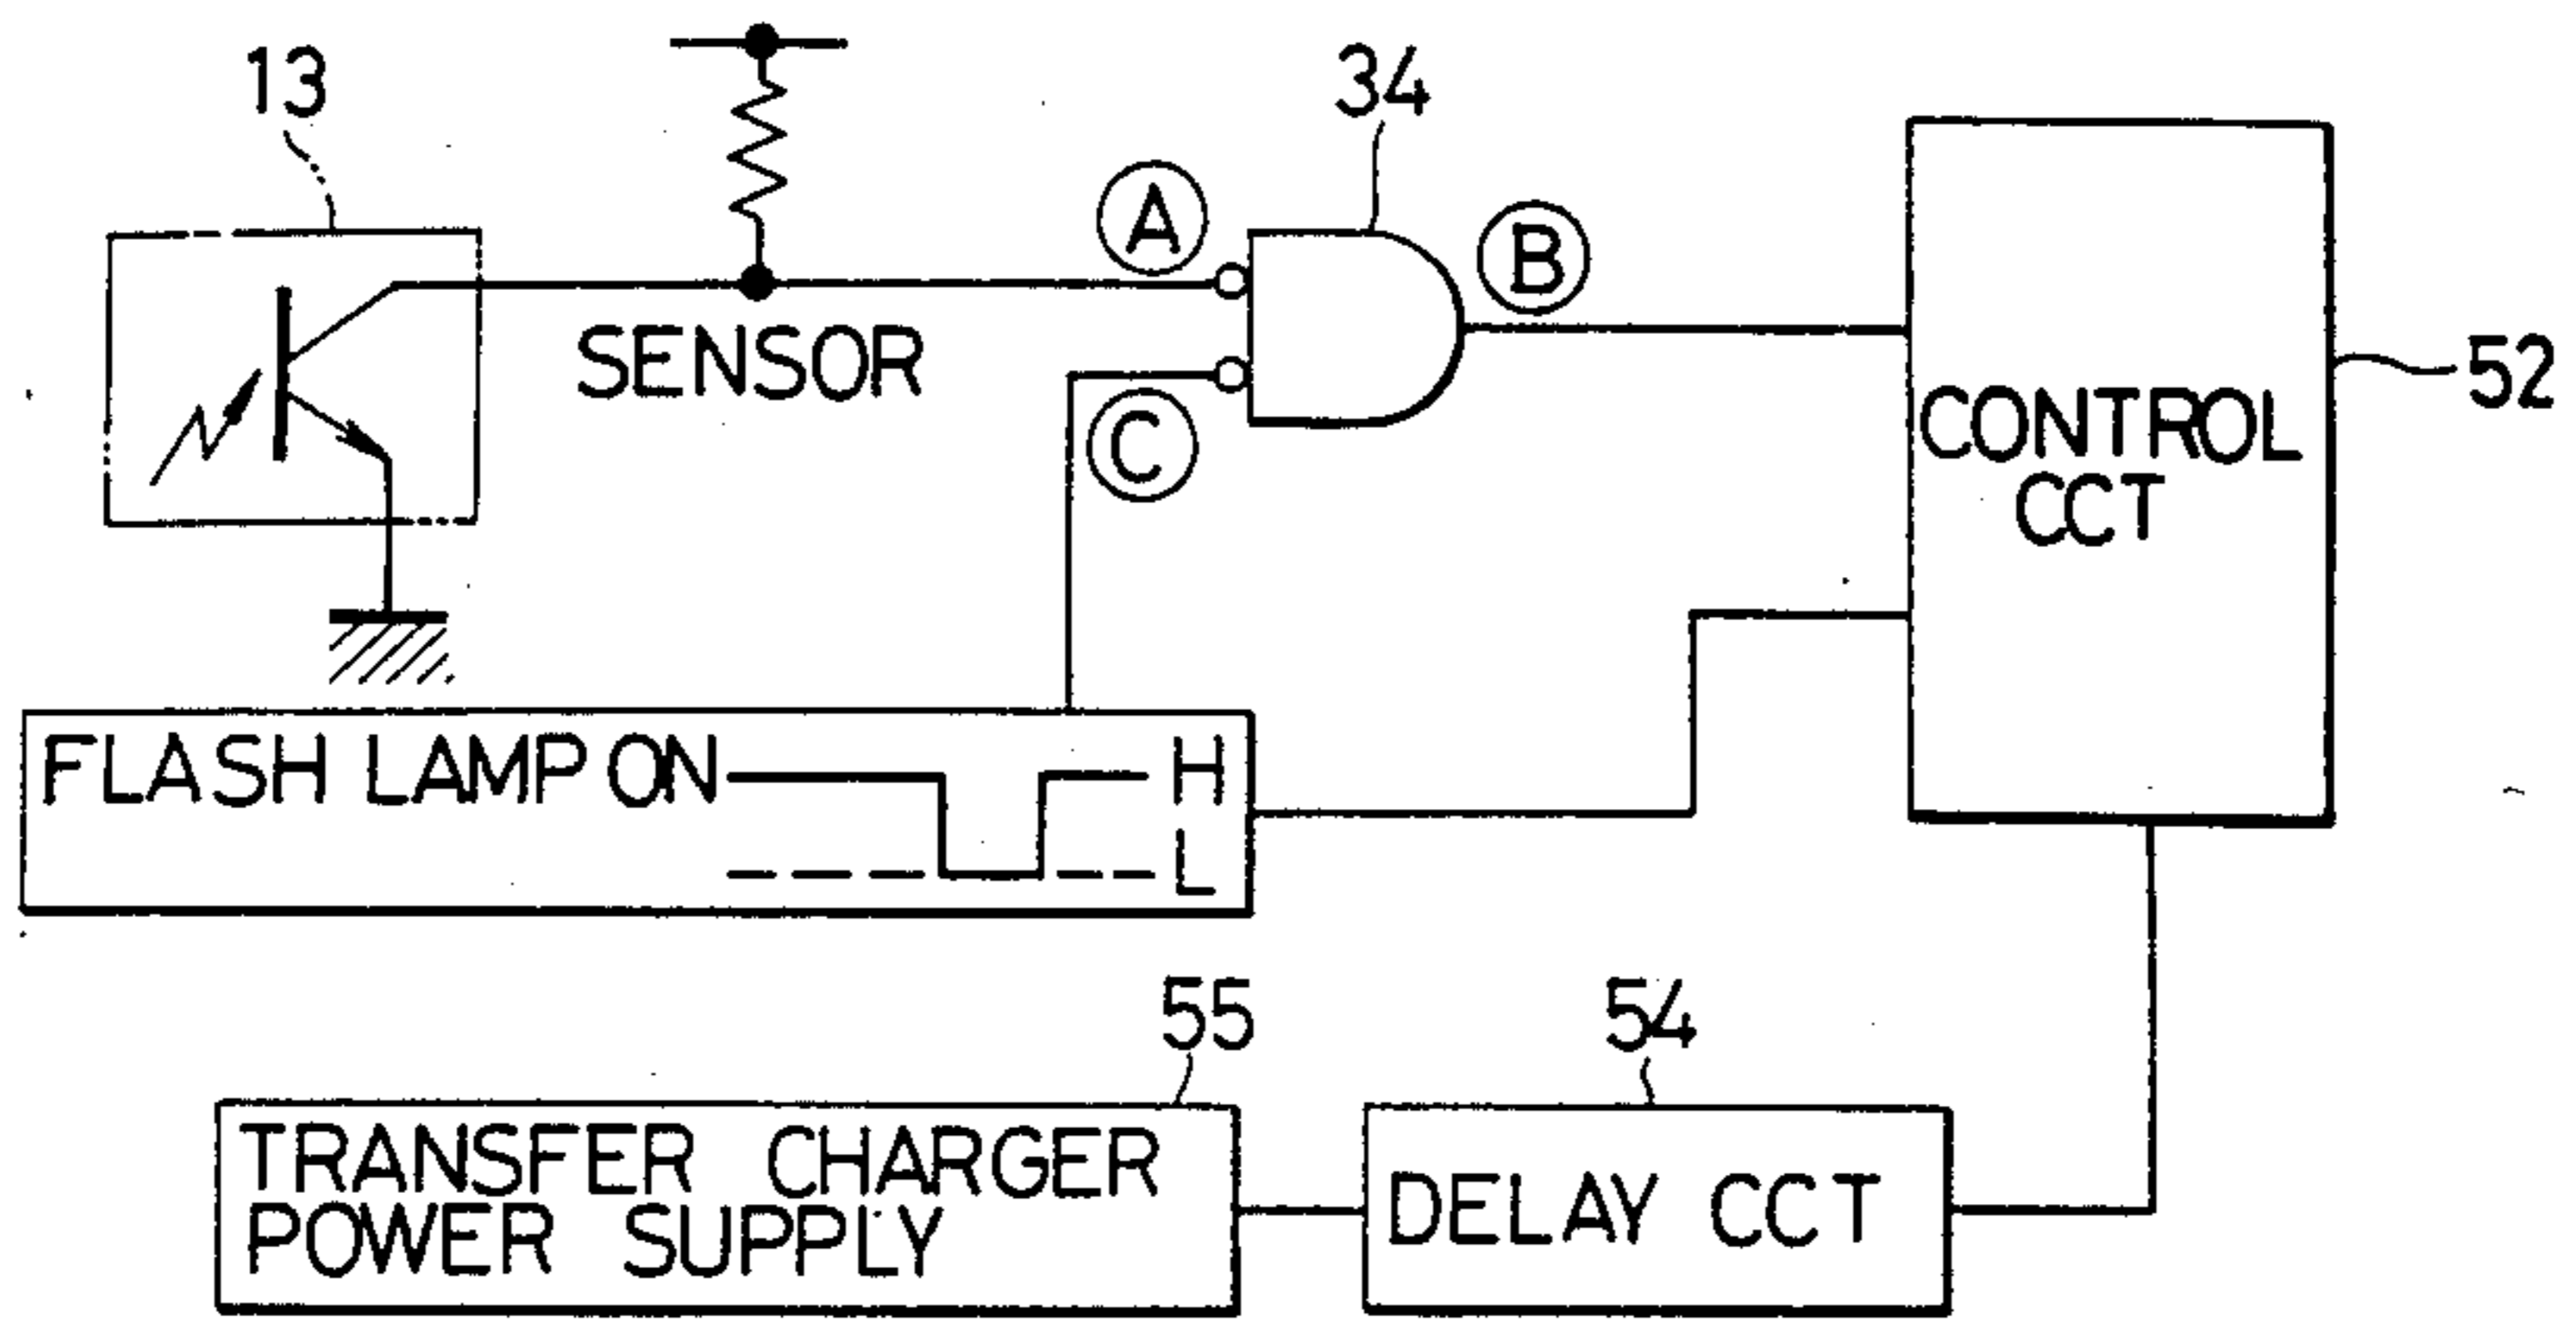 13
34
A
B
SENSOR
C
CONTROL
CCT
52
FLASH LAMP ON
H
L
55
54
TRANSFER CHARGER
POWER SUPPLY
DELAY CCT